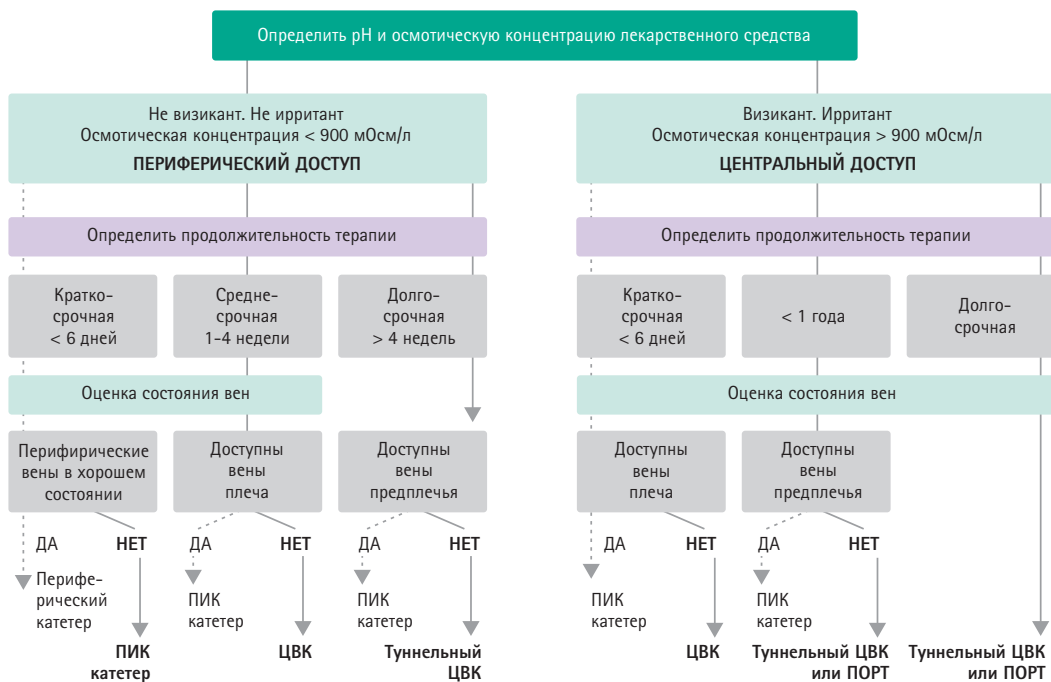 Определить pH и осмотическую концентрацию лекарственного средства
Не визикант. Не ирритант
Осмотическая концентрация < 900 мОсм/л
ПЕРИФЕРИЧЕСКИЙ ДОСТУП
Визикант. Ирритант
Осмотическая концентрация > 900 мОсм/л
ЦЕНТРАЛЬНЫЙ ДОСТУП
Определить продолжительность терапии
Определить продолжительность терапии
Кратко-
срочная
< 6 дней
Средне-
срочная
1-4 недели
Долго-
срочная
> 4 недель
Кратко-
срочная
< 6 дней
< 1 года
Долго-
срочная
Оценка состояния вен
Оценка состояния вен
Перифирические
вены в хорошем
состоянии
Доступны
вены
плеча
Доступны
вены
предплечья
Доступны
вены
плеча
Доступны
вены
предплечья
ДА
НЕТ
ДА
НЕТ
ДА
НЕТ
ДА
НЕТ
ДА
НЕТ
Перифе-
рический
катетер
ПИК
катетер
ПИК
катетер
ЦВК
ПИК
катетер
Туннельный
ЦВК
ПИК
катетер
ЦВК
ПИК
катетер
Туннельный ЦВК
или ПОРТ
Туннельный ЦВК
или ПОРТ